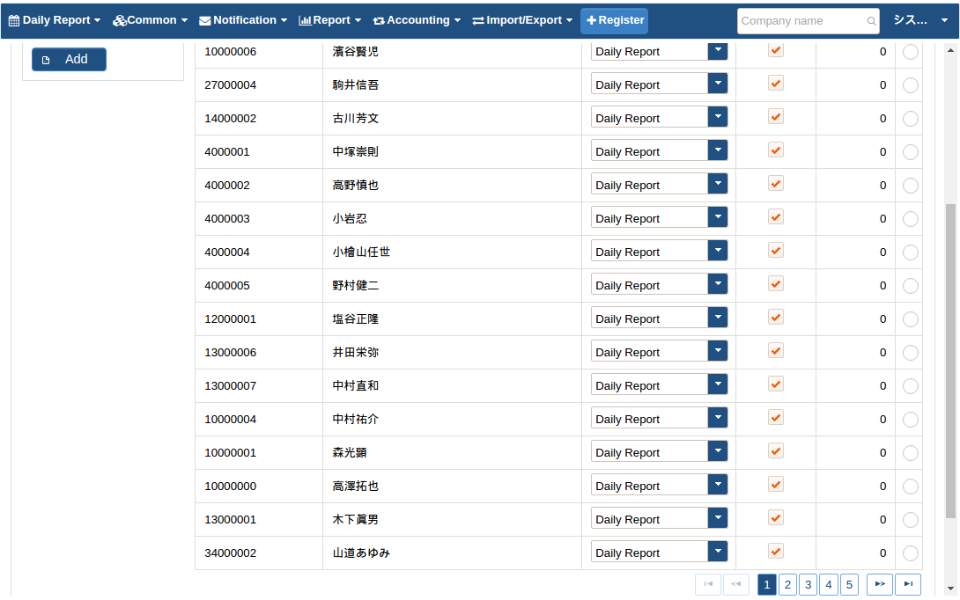 Daily Report Common Notification Report Accounting Import/Export Register Company name シス...
Add
10000006 濱谷賢児 Daily Report 0
27000004 駒井信吾 Daily Report 0
14000002 古川芳文 Daily Report 0
4000001 中塚崇則 Daily Report 0
4000002 高野慎也 Daily Report 0
4000003 小岩忍 Daily Report 0
4000004 小檜山任世 Daily Report 0
4000005 野村健二 Daily Report 0
12000001 塩谷正隆 Daily Report 0
13000006 井田栄弥 Daily Report 0
13000007 中村直和 Daily Report 0
10000004 中村祐介 Daily Report 0
10000001 森光顕 Daily Report 0
10000000 高澤拓也 Daily Report 0
13000001 木下眞男 Daily Report 0
34000002 山道あゆみ Daily Report 0
1 2 3 4 5